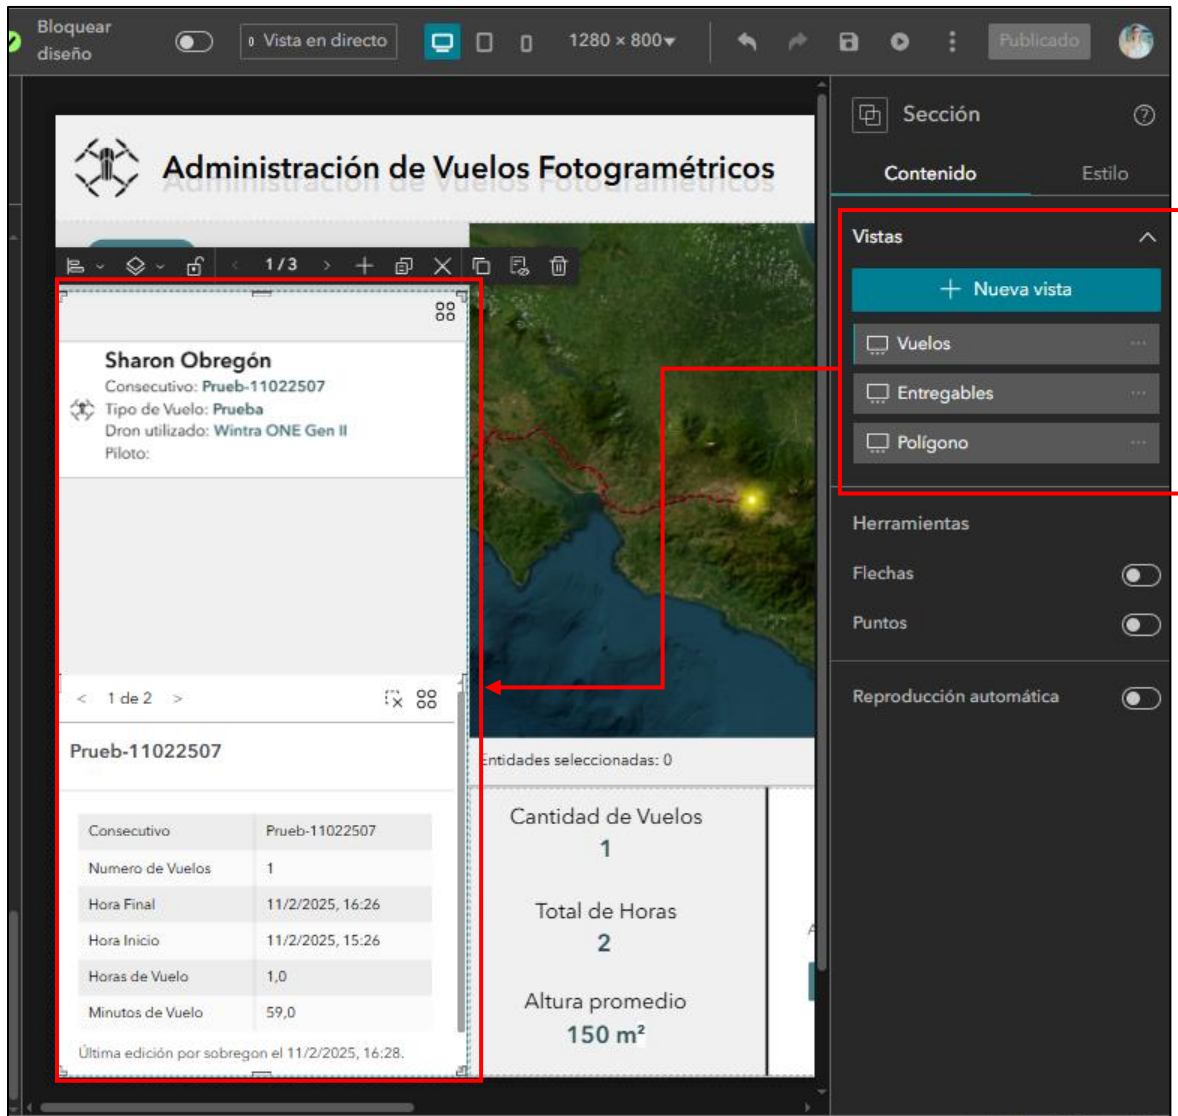 Bloquear
diseño
Vista en directo
1280 × 800
Publicado
Sección
Contenido
Estilo
Administración de Vuelos Fotogramétricos
Vistas
+ Nueva vista
Vuelos
Entregables
Polígono
Herramientas
Flechas
Puntos
Reproducción automática
< 1/3 >
Sharon Obregón
Consecutivo: Prueb-11022507
Tipo de Vuelo: Prueba
Dron utilizado: Wintra ONE Gen II
Piloto:
< 1 de 2 >
Prueb-11022507
Consecutivo Prueb-11022507
Numero de Vuelos 1
Hora Final 11/2/2025, 16:26
Hora Inicio 11/2/2025, 15:26
Horas de Vuelo 1,0
Minutos de Vuelo 59,0
Última edición por sobregon el 11/2/2025, 16:28.
Entidades seleccionadas: 0
Cantidad de Vuelos
1
Total de Horas
2
Altura promedio
150 m²